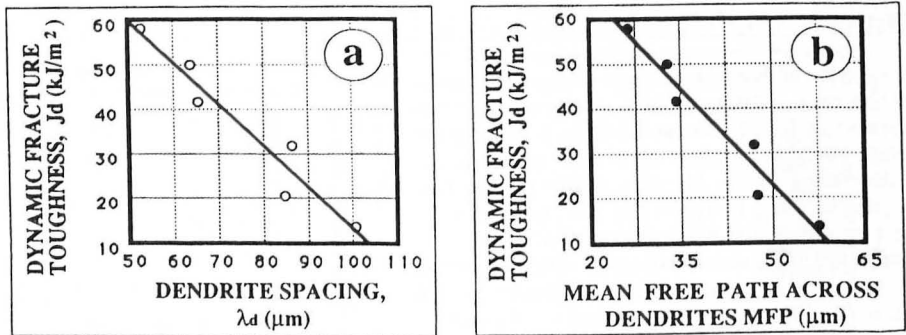 DYNAMIC FRACTURE
TOUGHNESS, Jd (kJ/m²)
60
50
40
30
20
10
a
50 60 70 80 90 100 110
DENDRITE SPACING,
λd (µm)
DYNAMIC FRACTURE
TOUGHNESS, Jd (kJ/m²)
60
50
40
30
20
10
b
20 35 50 65
MEAN FREE PATH ACROSS
DENDRITES MFP (µm)